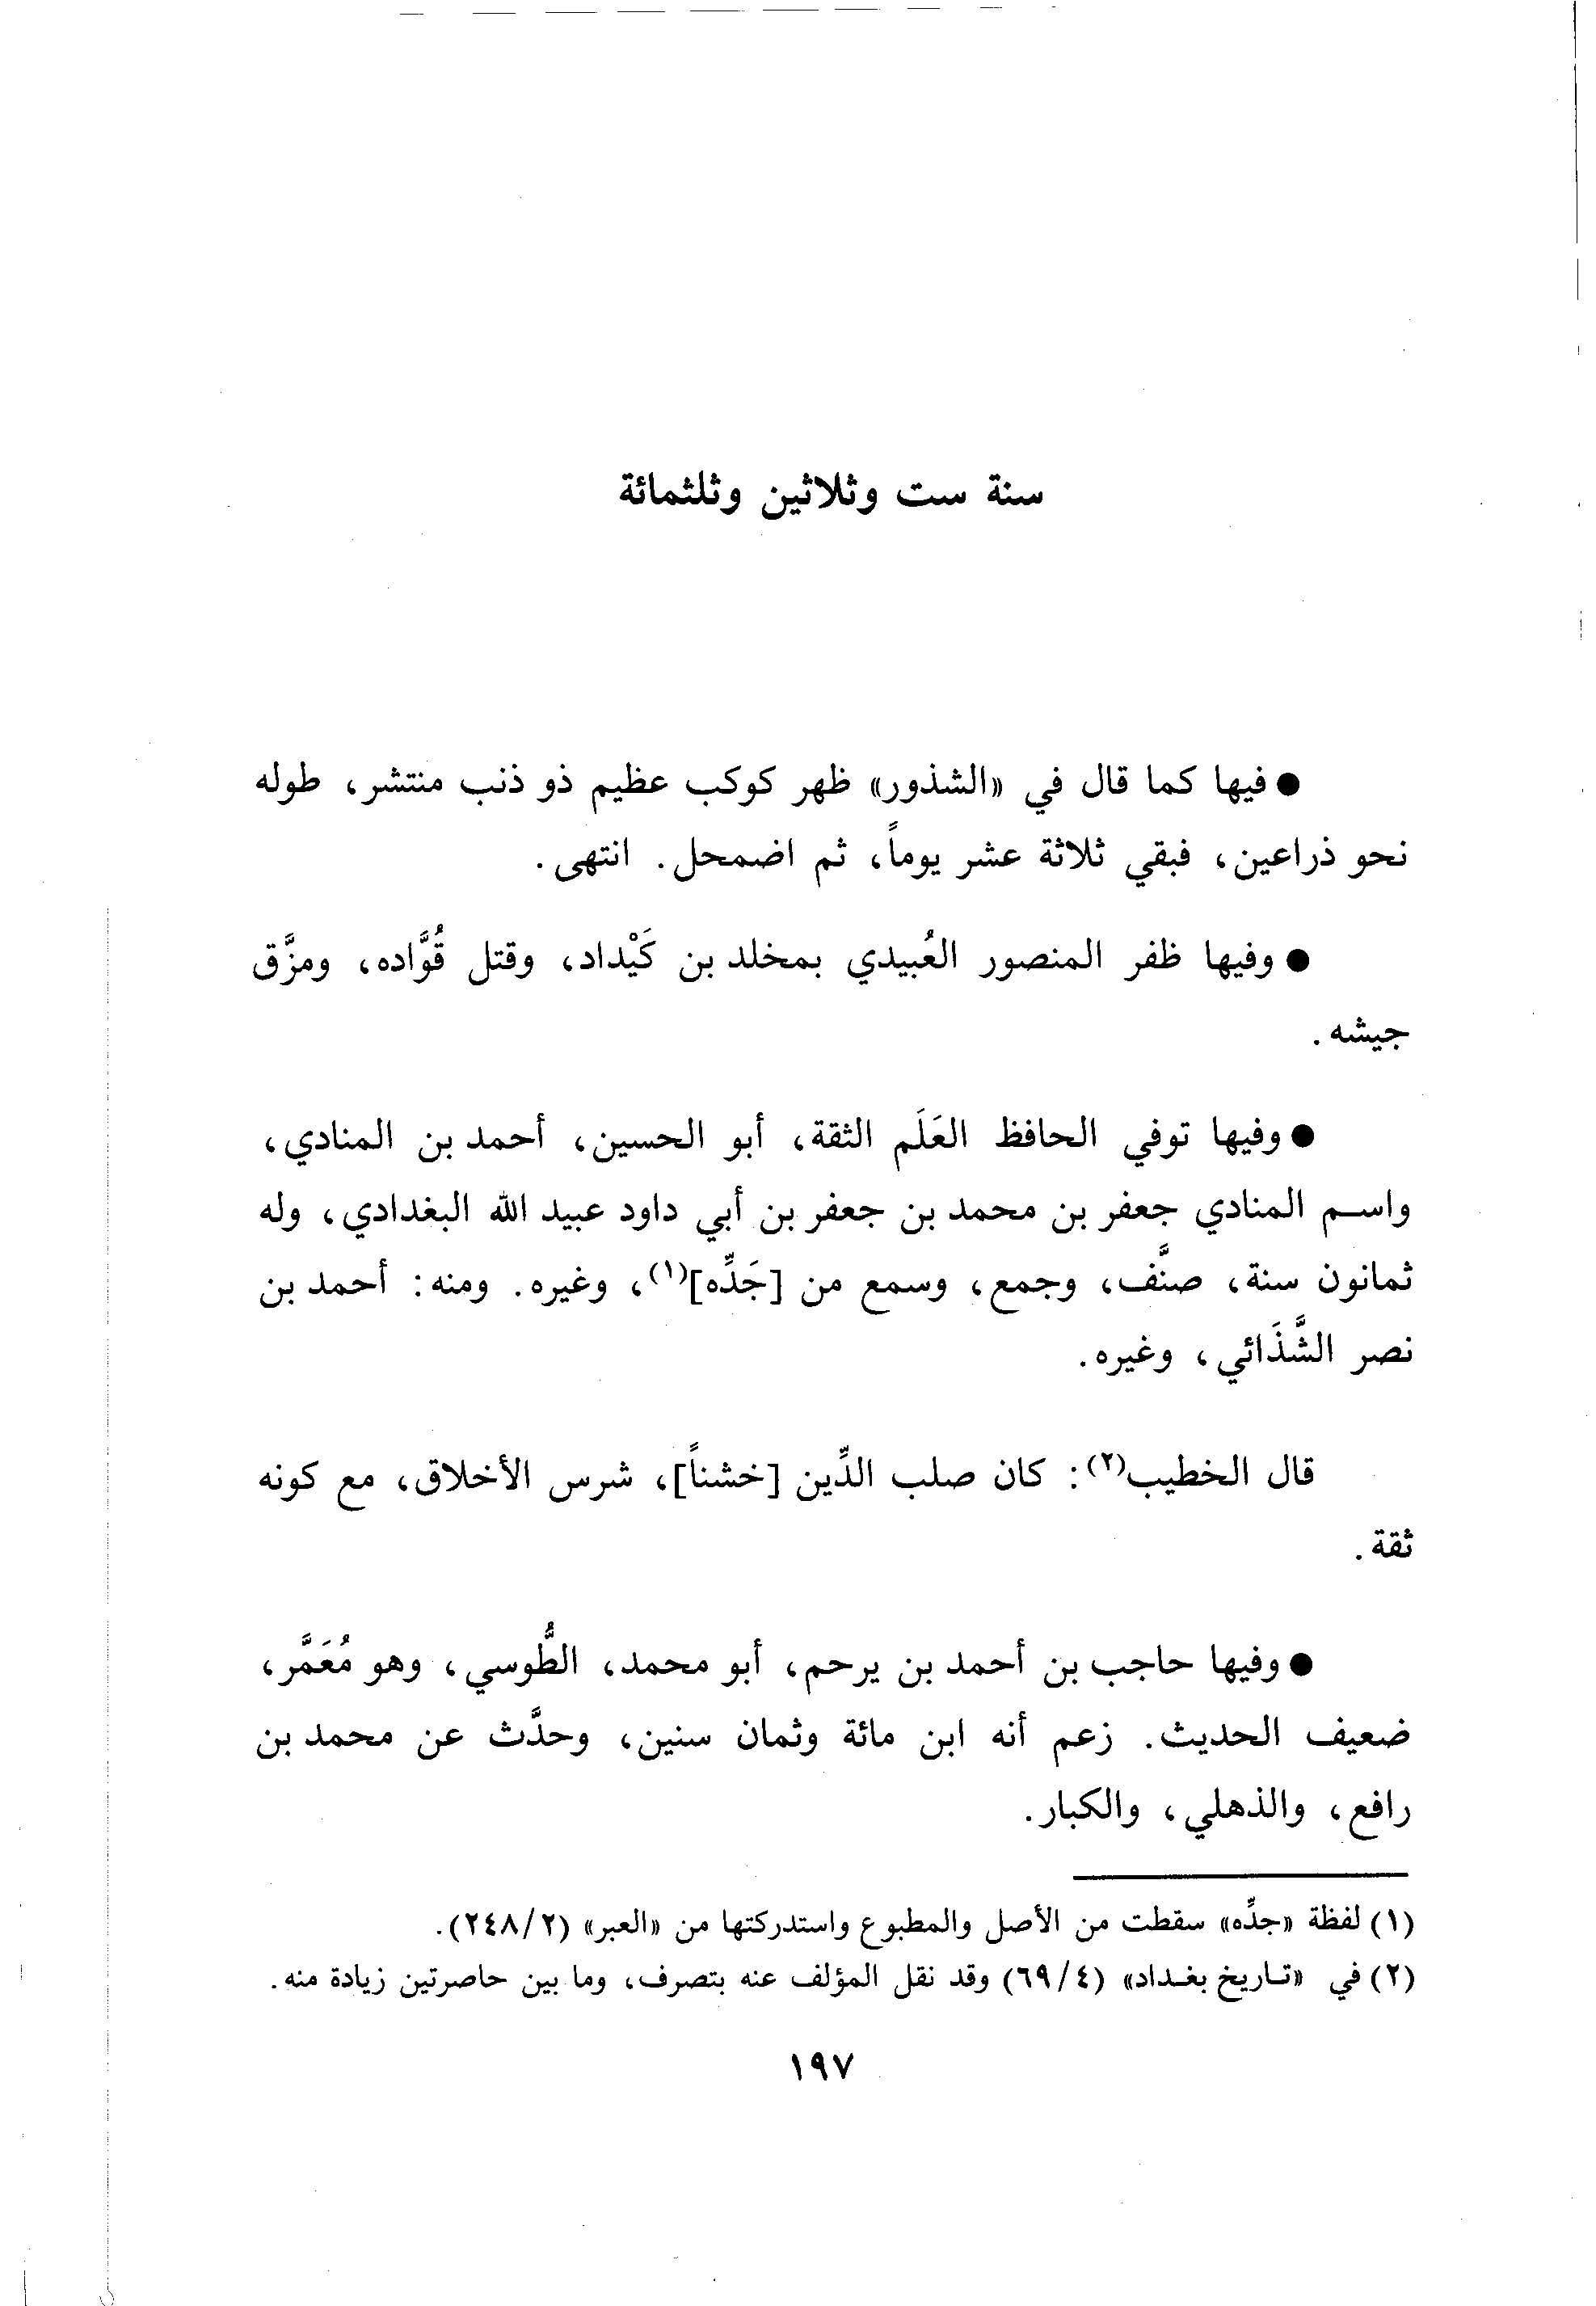 سنة ست وثلاثين وثلثمائة
● فيها كما قال في «الشذور» ظهر كوكب عظيم ذو ذنب منتشر، طوله
نحو ذراعين، فبقي ثلاثة عشر يوماً، ثم اضمحل. انتهى.
● وفيها ظفر المنصور العُبيدي بمخلد بن كَيْداد، وقتل قُوَّاده، ومزَّق
جيشه.
● وفيها توفي الحافظ العَلَم الثقة، أبو الحسين، أحمد بن المنادي،
واسم المنادي جعفر بن محمد بن جعفر بن أبي داود عبيد الله البغدادي، وله
ثمانون سنة، صنَّف، وجمع، وسمع من [جَدِّه](١)، وغيره. ومنه: أحمد بن
نصر الشَّذَائي، وغيره.
قال الخطيب(٢): كان صلب الدِّين [خشناً]، شرس الأخلاق، مع كونه
ثقة.
● وفيها حاجب بن أحمد بن يرحم، أبو محمد، الطُّوسي، وهو مُعَمَّر،
ضعيف الحديث. زعم أنه ابن مائة وثمان سنين، وحدَّث عن محمد بن
رافع، والذهلي، والكبار.
(١) لفظة «جدِّه» سقطت من الأصل والمطبوع واستدركتها من «العبر» (٢/٢٤٨).
(٢) في «تاريخ بغداد» (٤/٦٩) وقد نقل المؤلف عنه بتصرف، وما بين حاصرتين زيادة منه.
١٩٧